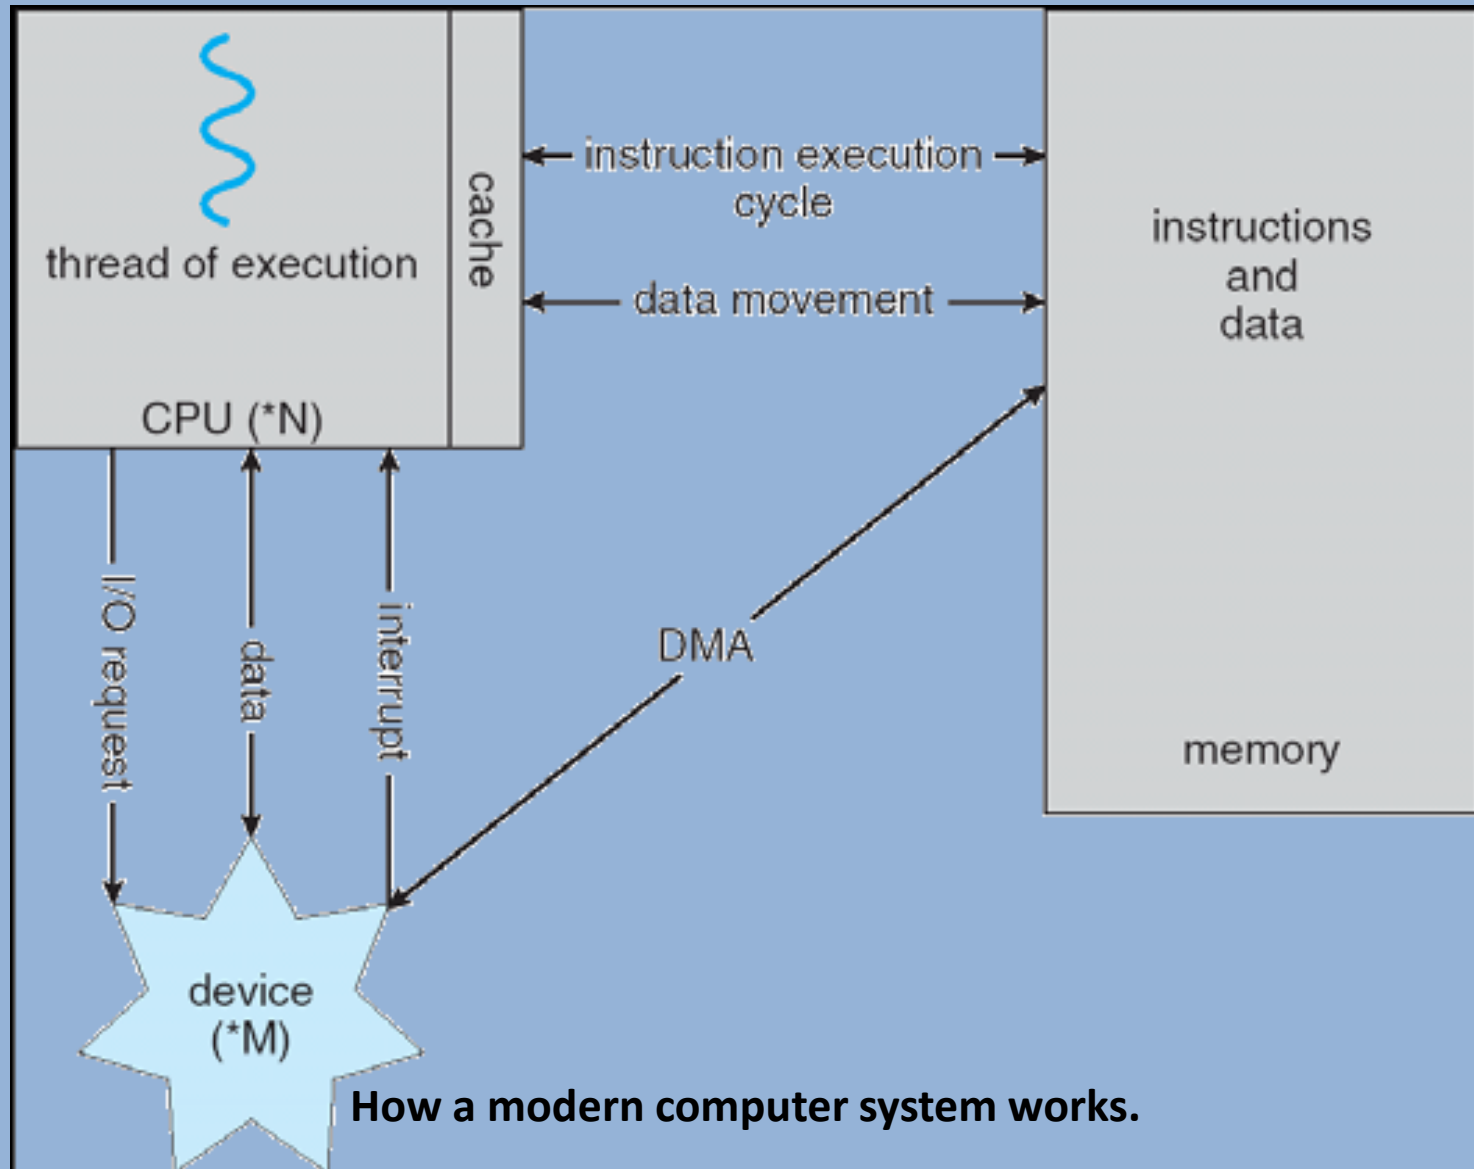 thread of execution
cache
CPU (*N)
instruction execution
cycle
data movement
instructions
and
data
memory
I/O request
data
interrupt
DMA
device
(*M)
How a modern computer system works.